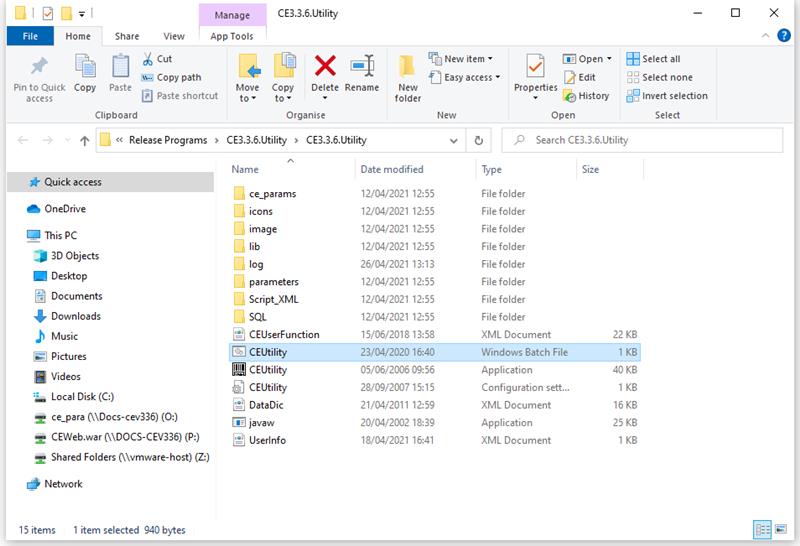 Manage
CE3.3.6.Utility
File
Home
Share
View
App Tools
Pin to Quick access
Copy
Paste
Cut
Copy path
Paste shortcut
Clipboard
Move to
Copy to
Delete
Rename
Organise
New folder
New item
Easy access
New
Properties
Open
Edit
History
Open
Select all
Select none
Invert selection
Select
« Release Programs > CE3.3.6.Utility > CE3.3.6.Utility
Search CE3.3.6.Utility
Quick access
OneDrive
This PC
3D Objects
Desktop
Documents
Downloads
Music
Pictures
Videos
Local Disk (C:)
ce_para (\\Docs-cev336) (O:)
CEWeb.war (\\DOCS-CEV336) (P:)
Shared Folders (\\vmware-host) (Z:)
Network
Name Date modified Type Size
ce_params 12/04/2021 12:55 File folder
icons 12/04/2021 12:55 File folder
image 12/04/2021 12:55 File folder
lib 12/04/2021 12:55 File folder
log 26/04/2021 13:13 File folder
parameters 12/04/2021 12:55 File folder
Script_XML 12/04/2021 12:55 File folder
SQL 12/04/2021 12:55 File folder
CEUserFunction 15/06/2018 13:58 XML Document 22 KB
CEUtility 23/04/2020 16:40 Windows Batch File 1 KB
CEUtility 05/06/2006 09:56 Application 40 KB
CEUtility 28/09/2007 15:15 Configuration sett... 1 KB
DataDic 21/04/2011 12:59 XML Document 16 KB
javaw 20/04/2002 18:39 Application 25 KB
UserInfo 18/04/2021 16:41 XML Document 1 KB
15 items 1 item selected 940 bytes